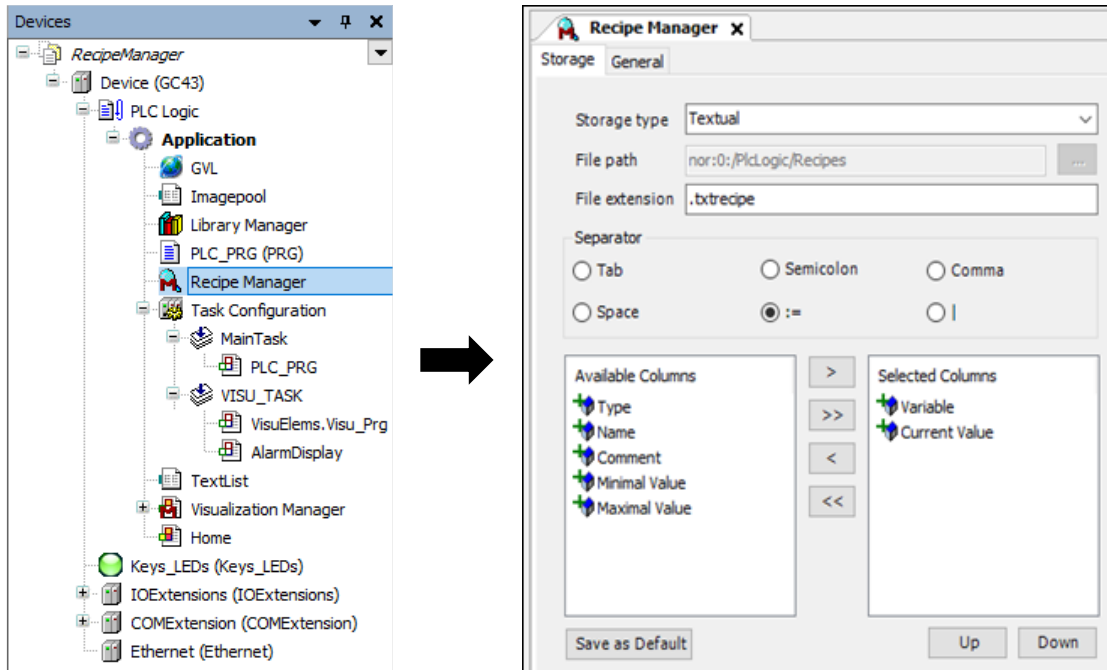 Devices
RecipeManager
Device (GC43)
PLC Logic
Application
GVL
Imagepool
Library Manager
PLC_PRG (PRG)
Recipe Manager
Task Configuration
MainTask
PLC_PRG
VISU_TASK
VisuElems.Visu_Prg
AlarmDisplay
TextList
Visualization Manager
Home
Keys_LEDs (Keys_LEDs)
IOExtensions (IOExtensions)
COMExtension (COMExtension)
Ethernet (Ethernet)
Recipe Manager
Storage General
Storage type Textual
File path nor:0:/PlcLogic/Recipes ...
File extension .txtrecipe
Separator
Tab Semicolon Comma
Space := |
Available Columns
Type
Name
Comment
Minimal Value
Maximal Value
>
>>
<
<<
Selected Columns
Variable
Current Value
Save as Default Up Down